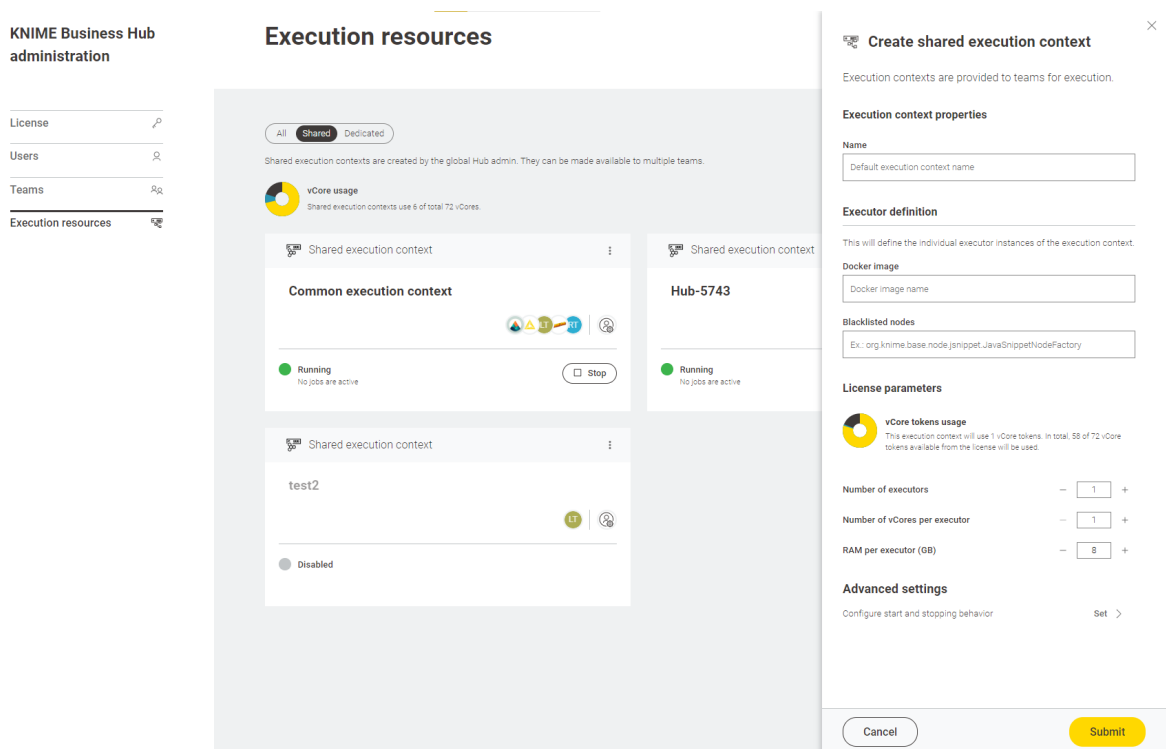 KNIME Business Hub
administration
License
Users
Teams
Execution resources
Execution resources
All Shared Dedicated
Shared execution contexts are created by the global Hub admin. They can be made available to multiple teams.
vCore usage
Shared execution contexts use 6 of total 72 vCores.
Shared execution context
Common execution context
LT
RT
Running
No jobs are active
Stop
Shared execution context
Hub-5743
Running
No jobs are active
Shared execution context
test2
LT
Disabled
Create shared execution context
Execution contexts are provided to teams for execution.
Execution context properties
Name
Default execution context name
Executor definition
This will define the individual executor instances of the execution context.
Docker image
Docker image name
Blacklisted nodes
Ex.: org.knime.base.node.jsnippet.JavaSnippetNodeFactory
License parameters
vCore tokens usage
This execution context will use 1 vCore tokens. In total, 58 of 72 vCore
tokens available from the license will be used.
Number of executors – 1 +
Number of vCores per executor – 1 +
RAM per executor (GB) – 8 +
Advanced settings
Configure start and stopping behavior Set
Cancel
Submit